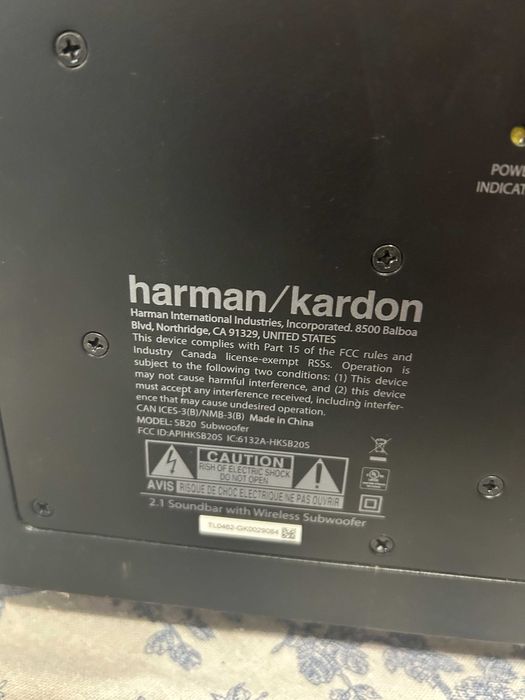 POWE
INDICAT
harman/kardon
Harman International Industries, Incorporated. 8500 Balboa
Blvd, Northridge, CA 91329, UNITED STATES
This device complies with Part 15 of the FCC rules and
Industry Canada license-exempt RSSs. Operation is
subject to the following two conditions: (1) This device
may not cause harmful interference, and (2) this device
must accept any interference received, including interfer-
ence that may cause undesired operation.
CAN ICES-3(B)/NMB-3(B) Made in China
MODEL: SB20 Subwoofer
FCC ID:APIHKSB20S IC:6132A-HKSB20S
CAUTION
RISH OF ELECTRIC SHOCK
DO NOT OPEN
AVIS RISQUE DE CHOC ELECTRIQUE NE PAS OUVRIR
2.1 Soundbar with Wireless Subwoofer
TL0482-GK0029084